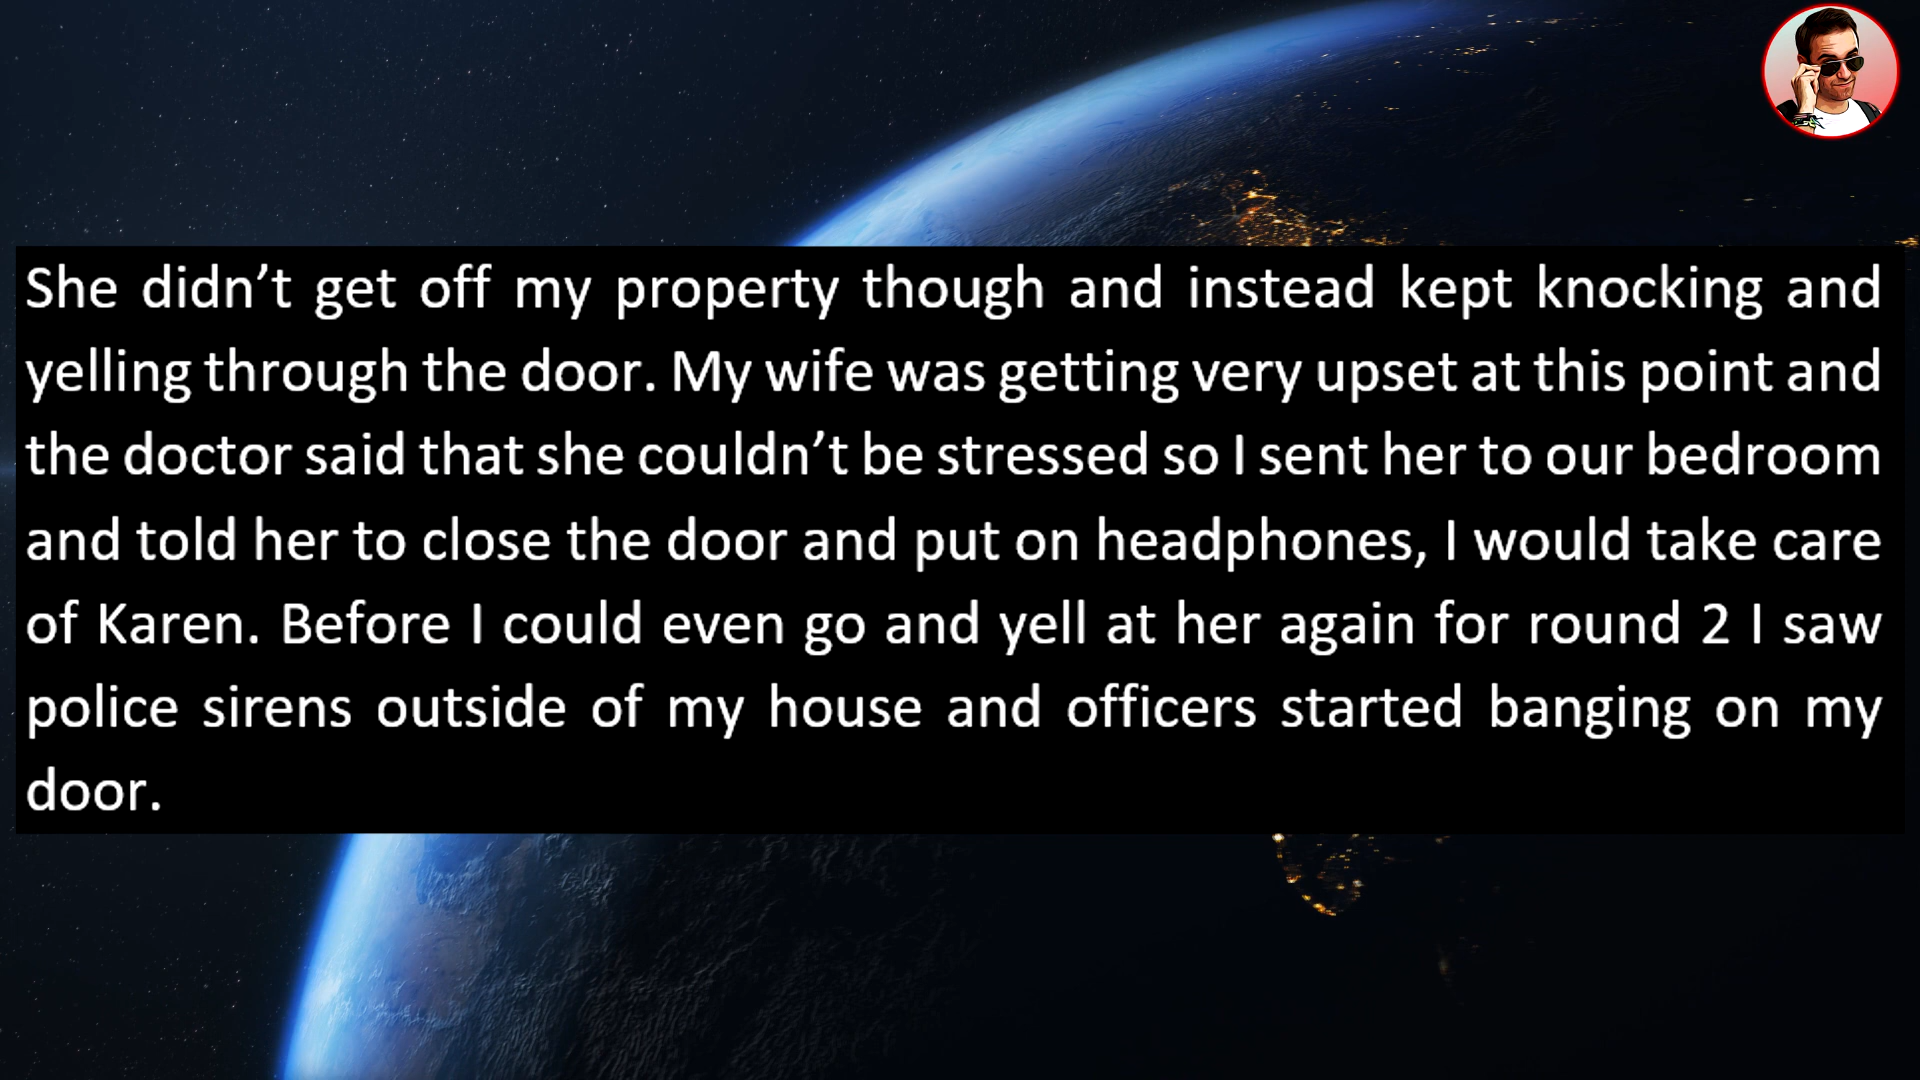 She didn’t get off my property though and instead kept knocking and
yelling through the door. My wife was getting very upset at this point and
the doctor said that she couldn’t be stressed so I sent her to our bedroom
and told her to close the door and put on headphones, I would take care
of Karen. Before I could even go and yell at her again for round 2 I saw
police sirens outside of my house and officers started banging on my
door.